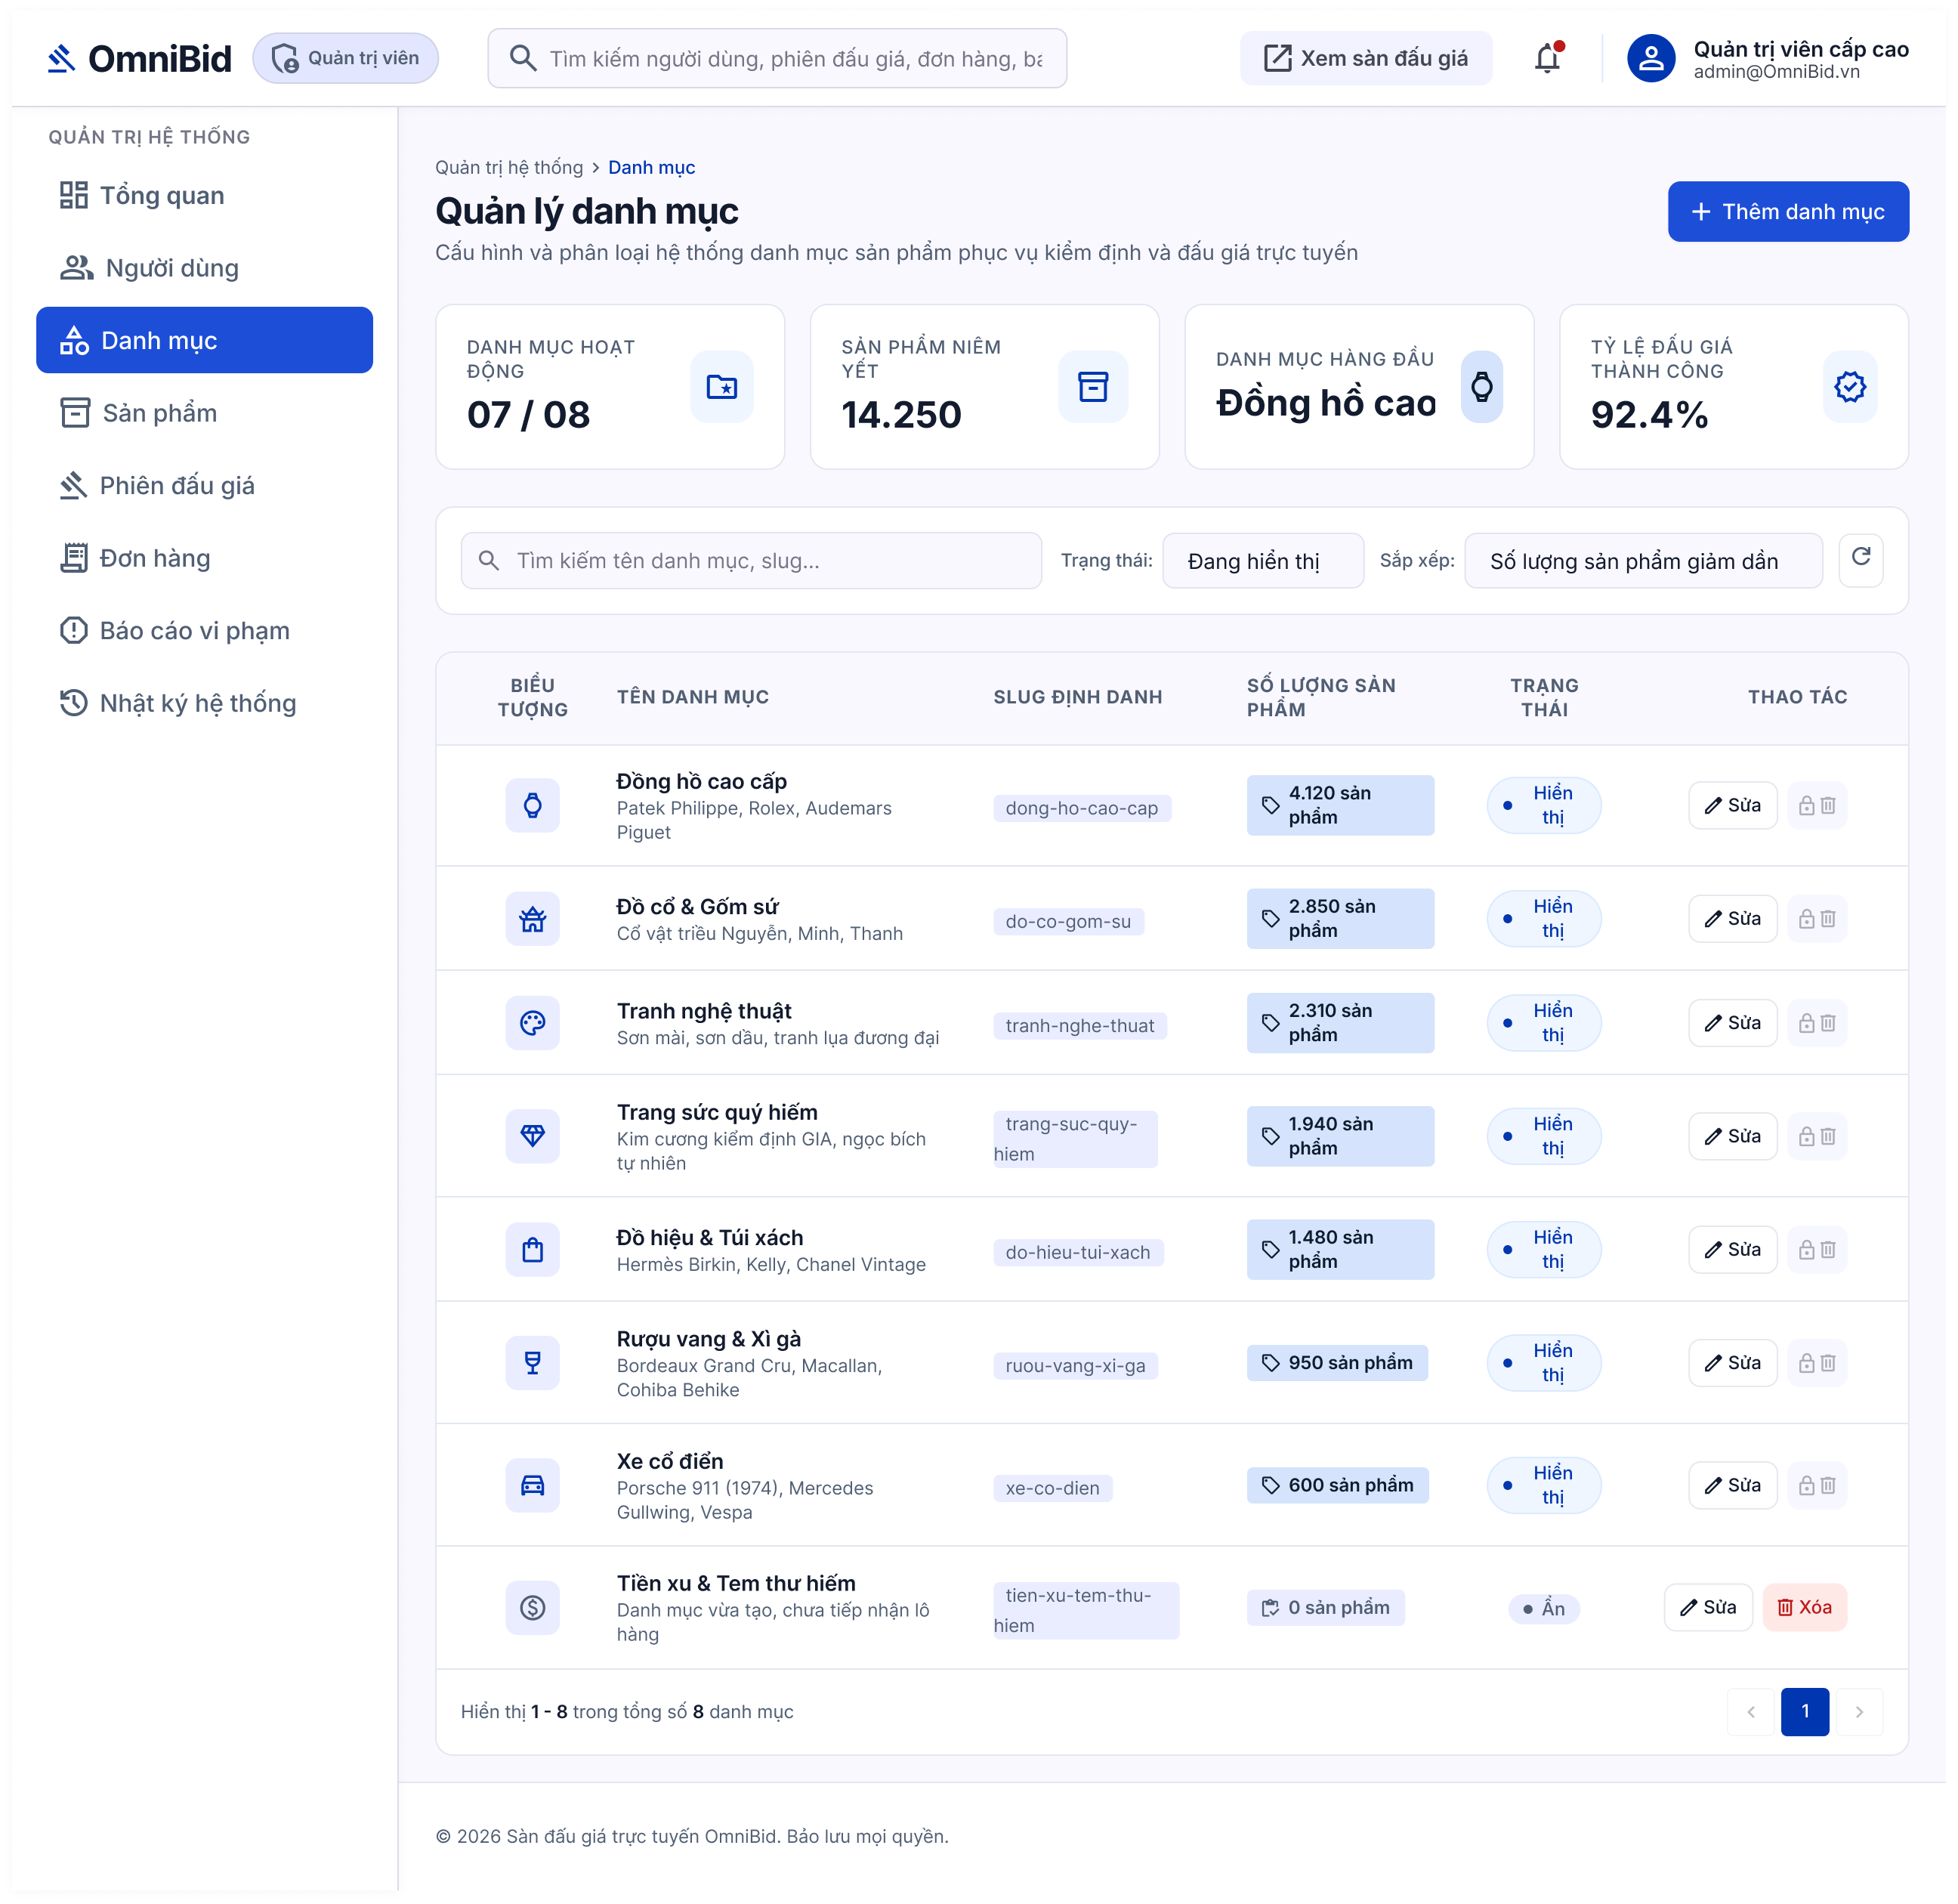 OmniBid
Quản trị viên
Tìm kiếm người dùng, phiên đấu giá, đơn hàng, bá
Xem sàn đấu giá
Quản trị viên cấp cao
admin@OmniBid.vn
QUẢN TRỊ HỆ THỐNG
Tổng quan
Người dùng
Danh mục
Sản phẩm
Phiên đấu giá
Đơn hàng
Báo cáo vi phạm
Nhật ký hệ thống
Quản trị hệ thống › Danh mục
Quản lý danh mục
Cấu hình và phân loại hệ thống danh mục sản phẩm phục vụ kiểm định và đấu giá trực tuyến
+ Thêm danh mục
DANH MỤC HOẠT
ĐỘNG
07 / 08
SẢN PHẨM NIÊM
YẾT
14.250
DANH MỤC HÀNG ĐẦU
Đồng hồ cao
TỶ LỆ ĐẤU GIÁ
THÀNH CÔNG
92.4%
Tìm kiếm tên danh mục, slug...
Trạng thái:
Đang hiển thị
Sắp xếp:
Số lượng sản phẩm giảm dần
BIỂU
TƯỢNG
TÊN DANH MỤC
SLUG ĐỊNH DANH
SỐ LƯỢNG SẢN
PHẨM
TRẠNG
THÁI
THAO TÁC
Đồng hồ cao cấp
Patek Philippe, Rolex, Audemars
Piguet
dong-ho-cao-cap
4.120 sản
phẩm
Hiển
thị
Sửa
Đồ cổ & Gốm sứ
Cổ vật triều Nguyễn, Minh, Thanh
do-co-gom-su
2.850 sản
phẩm
Hiển
thị
Sửa
Tranh nghệ thuật
Sơn mài, sơn dầu, tranh lụa đương đại
tranh-nghe-thuat
2.310 sản
phẩm
Hiển
thị
Sửa
Trang sức quý hiếm
Kim cương kiểm định GIA, ngọc bích
tự nhiên
trang-suc-quy-
hiem
1.940 sản
phẩm
Hiển
thị
Sửa
Đồ hiệu & Túi xách
Hermès Birkin, Kelly, Chanel Vintage
do-hieu-tui-xach
1.480 sản
phẩm
Hiển
thị
Sửa
Rượu vang & Xì gà
Bordeaux Grand Cru, Macallan,
Cohiba Behike
ruou-vang-xi-ga
950 sản phẩm
Hiển
thị
Sửa
Xe cổ điển
Porsche 911 (1974), Mercedes
Gullwing, Vespa
xe-co-dien
600 sản phẩm
Hiển
thị
Sửa
Tiền xu & Tem thư hiếm
Danh mục vừa tạo, chưa tiếp nhận lô
hàng
tien-xu-tem-thu-
hiem
0 sản phẩm
Ẩn
Sửa
Xóa
Hiển thị 1 - 8 trong tổng số 8 danh mục
1
© 2026 Sàn đấu giá trực tuyến OmniBid. Bảo lưu mọi quyền.